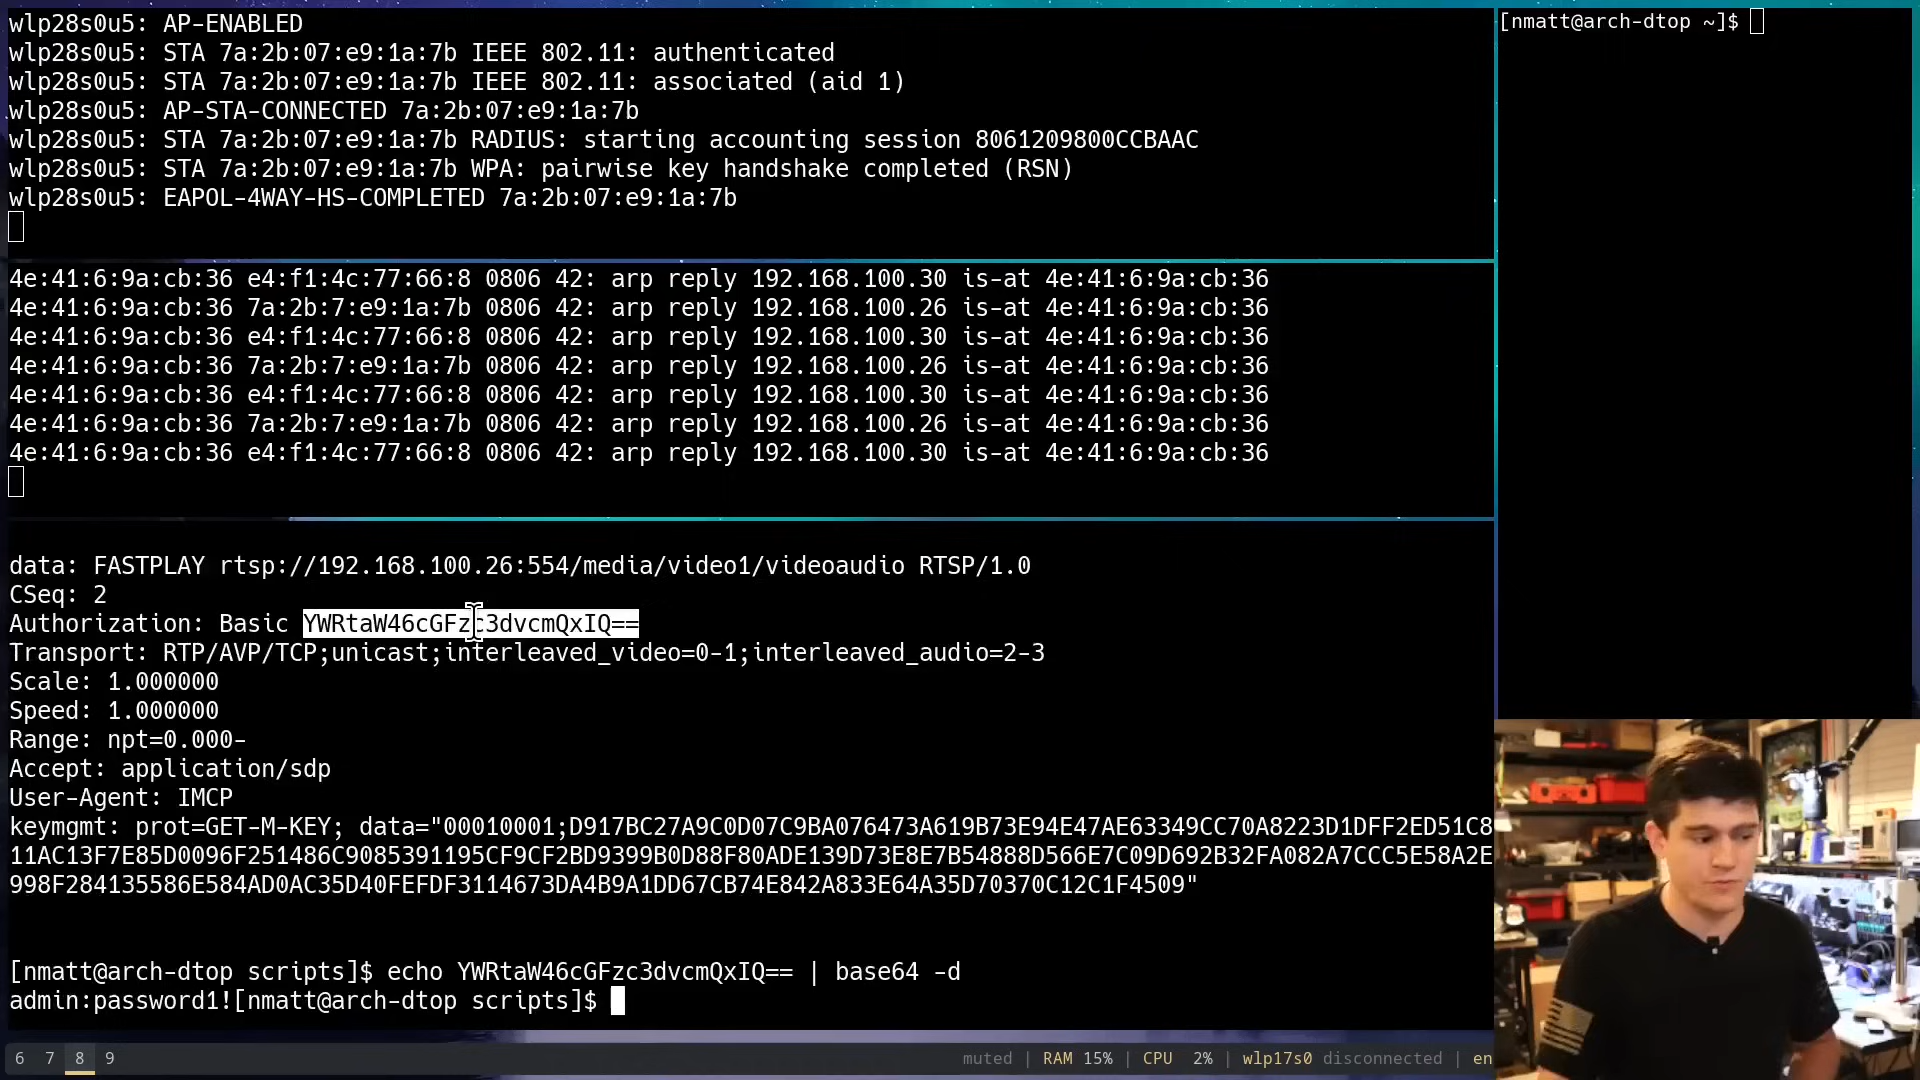 wlp28s0u5: AP-ENABLED
wlp28s0u5: STA 7a:2b:07:e9:1a:7b IEEE 802.11: authenticated
wlp28s0u5: STA 7a:2b:07:e9:1a:7b IEEE 802.11: associated (aid 1)
wlp28s0u5: AP-STA-CONNECTED 7a:2b:07:e9:1a:7b
wlp28s0u5: STA 7a:2b:07:e9:1a:7b RADIUS: starting accounting session 8061209800CCBAAC
wlp28s0u5: STA 7a:2b:07:e9:1a:7b WPA: pairwise key handshake completed (RSN)
wlp28s0u5: EAPOL-4WAY-HS-COMPLETED 7a:2b:07:e9:1a:7b
4e:41:6:9a:cb:36 e4:f1:4c:77:66:8 0806 42: arp reply 192.168.100.30 is-at 4e:41:6:9a:cb:36
4e:41:6:9a:cb:36 7a:2b:7:e9:1a:7b 0806 42: arp reply 192.168.100.26 is-at 4e:41:6:9a:cb:36
4e:41:6:9a:cb:36 e4:f1:4c:77:66:8 0806 42: arp reply 192.168.100.30 is-at 4e:41:6:9a:cb:36
4e:41:6:9a:cb:36 7a:2b:7:e9:1a:7b 0806 42: arp reply 192.168.100.26 is-at 4e:41:6:9a:cb:36
4e:41:6:9a:cb:36 e4:f1:4c:77:66:8 0806 42: arp reply 192.168.100.30 is-at 4e:41:6:9a:cb:36
4e:41:6:9a:cb:36 7a:2b:7:e9:1a:7b 0806 42: arp reply 192.168.100.26 is-at 4e:41:6:9a:cb:36
4e:41:6:9a:cb:36 e4:f1:4c:77:66:8 0806 42: arp reply 192.168.100.30 is-at 4e:41:6:9a:cb:36
data: FASTPLAY rtsp://192.168.100.26:554/media/video1/videoaudio RTSP/1.0
CSeq: 2
Authorization: Basic YWRtaW46cGFzc3dvcmQxIQ==
Transport: RTP/AVP/TCP;unicast;interleaved_video=0-1;interleaved_audio=2-3
Scale: 1.000000
Speed: 1.000000
Range: npt=0.000-
Accept: application/sdp
User-Agent: IMCP
keymgmt: prot=GET-M-KEY; data="00010001;D917BC27A9C0D07C9BA076473A619B73E94E47AE63349CC70A8223D1DFF2ED51C8
11AC13F7E85D0096F251486C9085391195CF9CF2BD9399B0D88F80ADE139D73E8E7B54888D566E7C09D692B32FA082A7CCC5E58A2E
998F284135586E584AD0AC35D40FEFDF3114673DA4B9A1DD67CB74E842A833E64A35D70370C12C1F4509"
[nmatt@arch-dtop scripts]$ echo YWRtaW46cGFzc3dvcmQxIQ== | base64 -d
admin:password1![nmatt@arch-dtop scripts]$
[nmatt@arch-dtop ~]$
6 7 8 9 muted | RAM 15% | CPU 2% | wlp17s0 disconnected | en